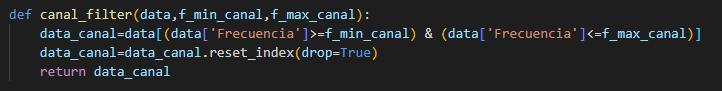 def canal_filter(data,f_min_canal,f_max_canal):
    data_canal=data[(data['Frecuencia']>=f_min_canal) & (data['Frecuencia']<=f_max_canal)]
    data_canal=data_canal.reset_index(drop=True)
    return data_canal